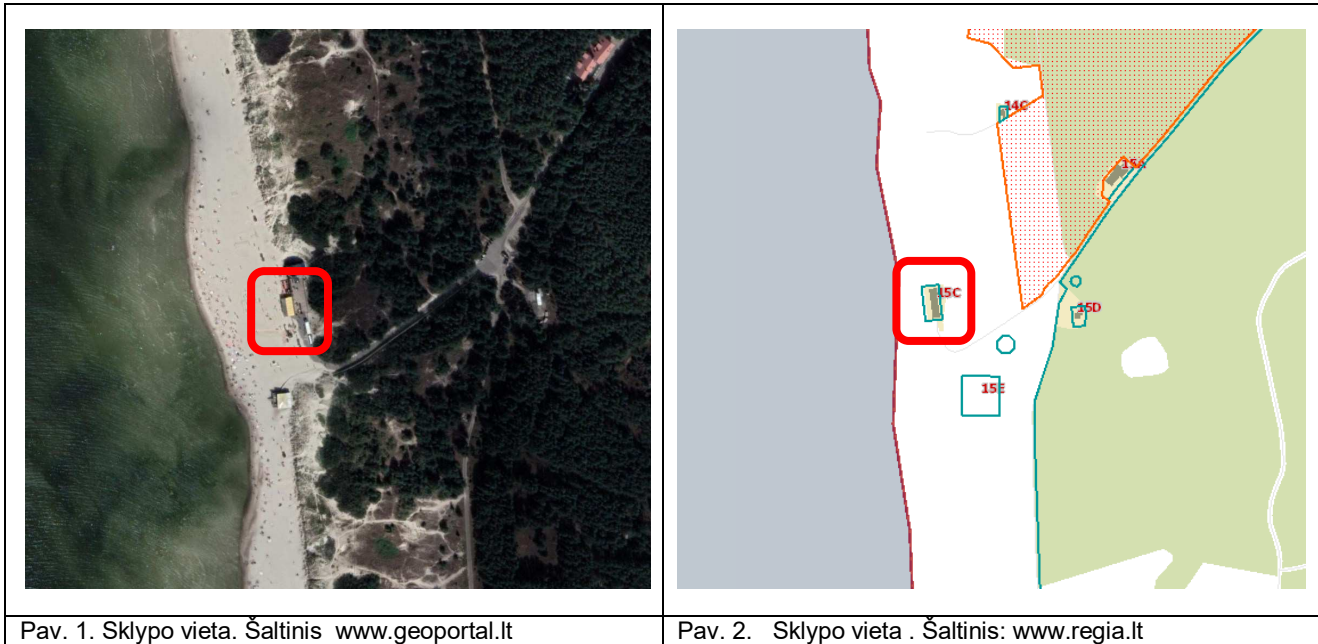 14C
15A
15C
15D
15E
Pav. 1. Sklypo vieta. Šaltinis www.geoportal.lt
Pav. 2. Sklypo vieta . Šaltinis: www.regia.lt